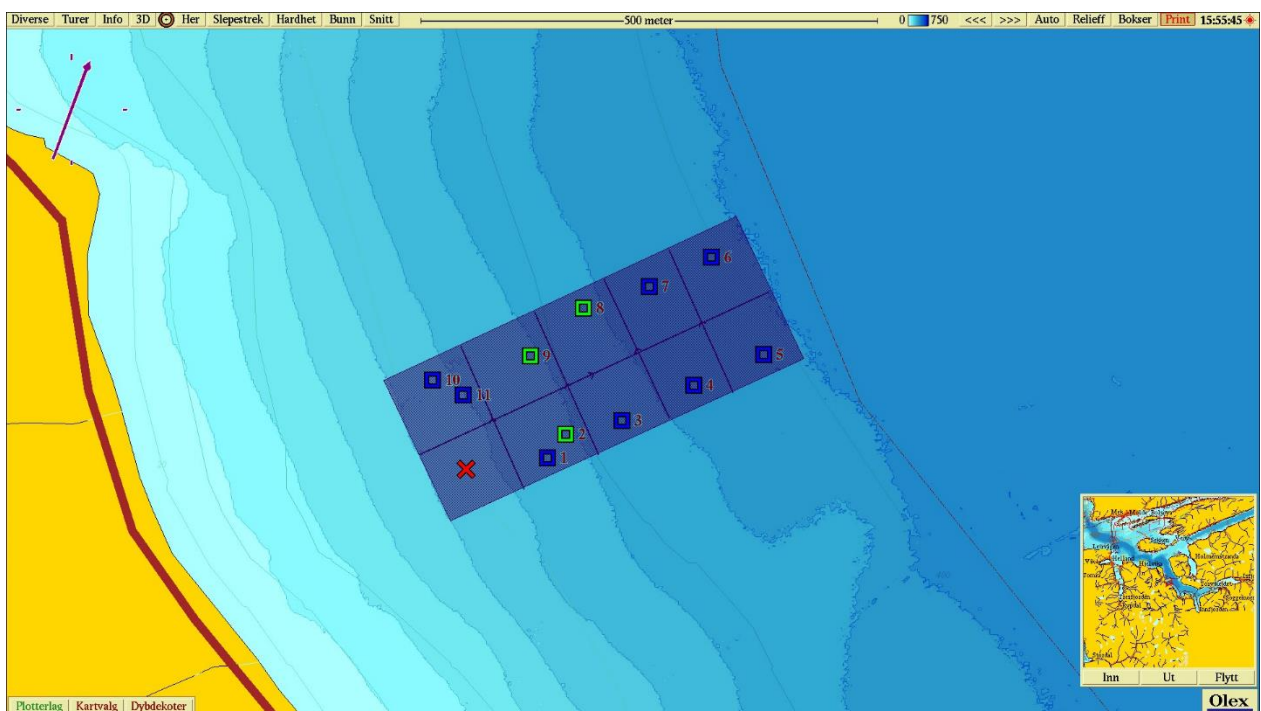 Diverse Turer Info 3D Her Slepestrek Hardhet Bunn Snitt 500 meter 0 750 <<< >>> Auto Relieff Bokser Print 15:55:45
6
7
8
9
5
10
4
11
3
2
1
Inn Ut Flytt
Plotterlag Kartvalg Dybdekoter
Olex